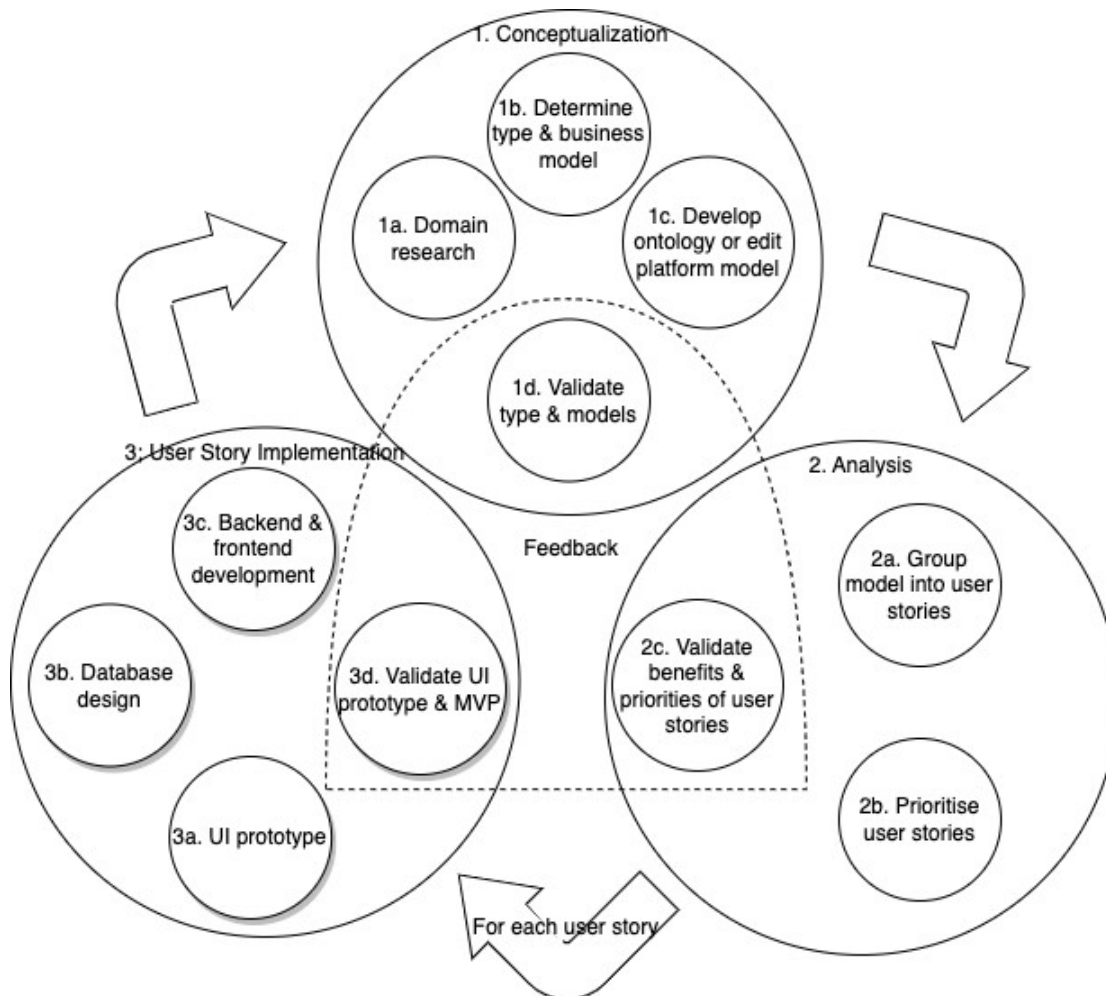 1. Conceptualization
1b. Determine
type & business
model
1a. Domain
research
1c. Develop
ontology or edit
platform model
1d. Validate
type & models
3; User Story Implementation
3c. Backend &
frontend
development
3b. Database
design
3d. Validate UI
prototype & MVP
3a. UI prototype
Feedback
2. Analysis
2a. Group
model into user
stories
2c. Validate
benefits &
priorities of user
stories
2b. Prioritise
user stories
For each user story